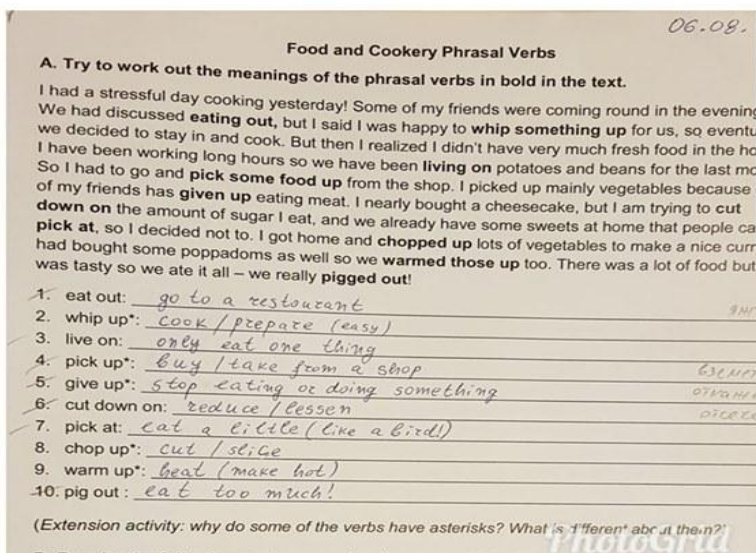 06.08.
Food and Cookery Phrasal Verbs
A. Try to work out the meanings of the phrasal verbs in bold in the text.
I had a stressful day cooking yesterday! Some of my friends were coming round in the evening
We had discussed eating out, but I said I was happy to whip something up for us, so eventu
we decided to stay in and cook. But then I realized I didn't have very much fresh food in the ho
I have been working long hours so we have been living on potatoes and beans for the last mo
So I had to go and pick some food up from the shop. I picked up mainly vegetables because
of my friends has given up eating meat. I nearly bought a cheesecake, but I am trying to cut
down on the amount of sugar I eat, and we already have some sweets at home that people ca
pick at, so I decided not to. I got home and chopped up lots of vegetables to make a nice curr
had bought some poppadoms as well so we warmed those up too. There was a lot of food but
was tasty so we ate it all – we really pigged out!
1. eat out: go to a restourant
2. whip up*: cook / prepare (easy)
3. live on: only eat one thing
4. pick up*: buy / take from a shop
5. give up*: stop eating or doing something
6. cut down on: reduce / lessen
7. pick at: eat a little (like a bird!)
8. chop up*: cut / slice
9. warm up*: heat (make hot)
10. pig out : eat too much!
(Extension activity: why do some of the verbs have asterisks? What is different about them?)
PhotoGrid